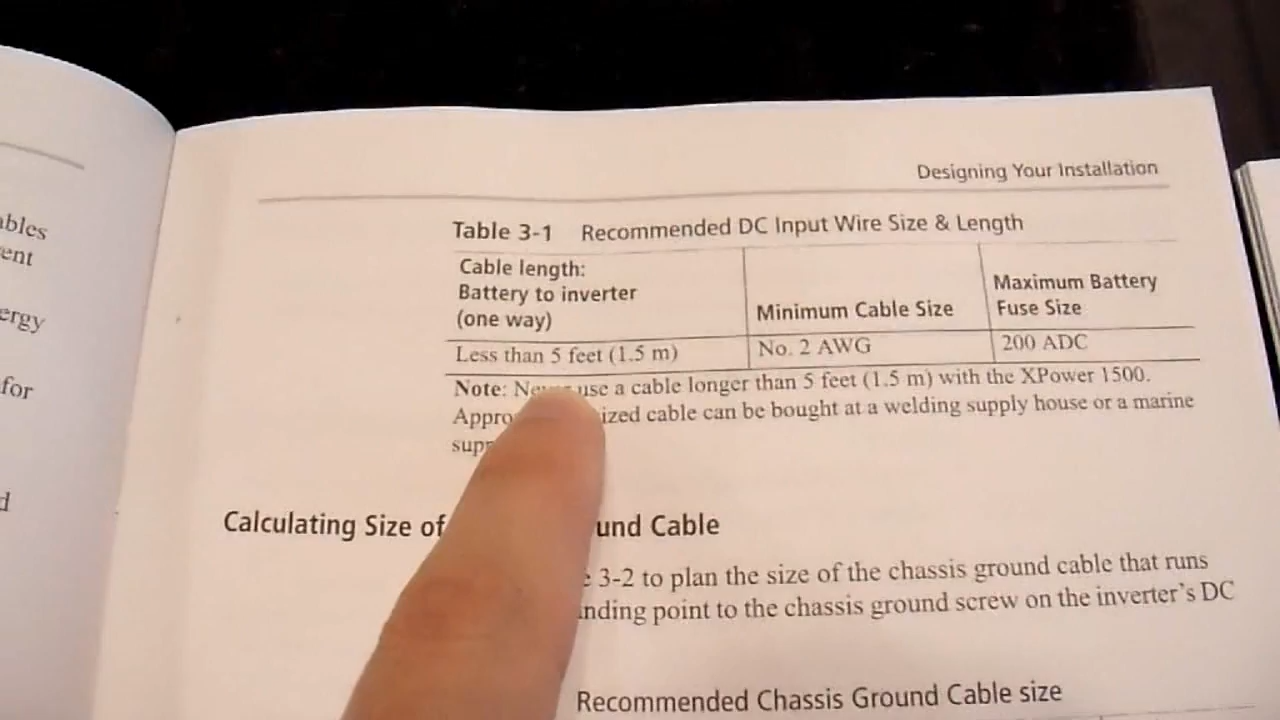 ables
ent
ergy
for
d
Designing Your Installation
Table 3-1 Recommended DC Input Wire Size & Length
Cable length:
Battery to inverter
(one way)
Minimum Cable Size
Maximum Battery
Fuse Size
Less than 5 feet (1.5 m)
No. 2 AWG
200 ADC
Note: Never use a cable longer than 5 feet (1.5 m) with the XPower 1500.
Appro ized cable can be bought at a welding supply house or a marine
supp
Calculating Size of und Cable
3-2 to plan the size of the chassis ground cable that runs
nding point to the chassis ground screw on the inverter's DC
Recommended Chassis Ground Cable size